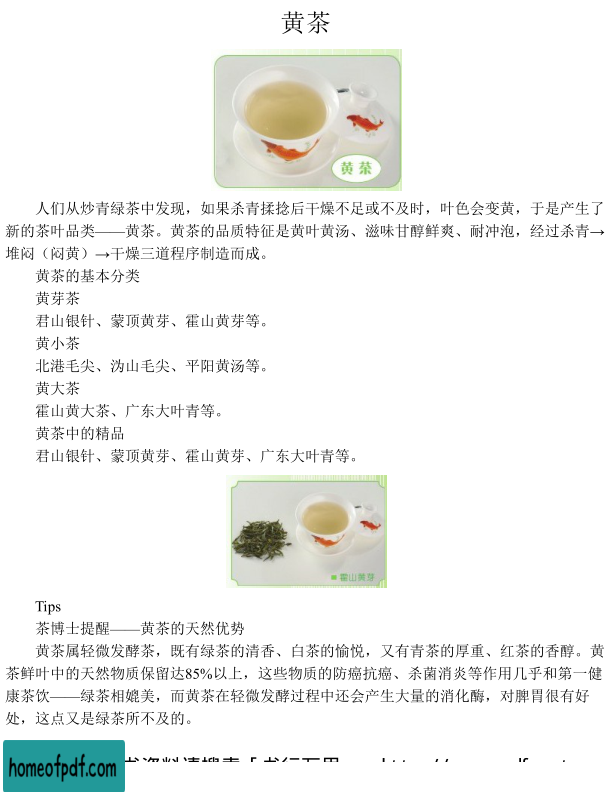 黄茶
黄茶
人们从炒青绿茶中发现，如果杀青揉捻后干燥不足或不及时，叶色会变黄，于是产生了
新的茶叶品类——黄茶。黄茶的品质特征是黄叶黄汤、滋味甘醇鲜爽、耐冲泡，经过杀青→
堆闷（闷黄）→干燥三道程序制造而成。
黄茶的基本分类
黄芽茶
君山银针、蒙顶黄芽、霍山黄芽等。
黄小茶
北港毛尖、沩山毛尖、平阳黄汤等。
黄大茶
霍山黄大茶、广东大叶青等。
黄茶中的精品
君山银针、蒙顶黄芽、霍山黄芽、广东大叶青等。
霍山黄芽
Tips
茶博士提醒——黄茶的天然优势
黄茶属轻微发酵茶，既有绿茶的清香、白茶的愉悦，又有青茶的厚重、红茶的香醇。黄
茶鲜叶中的天然物质保留达85%以上，这些物质的防癌抗癌、杀菌消炎等作用几乎和第一健
康茶饮——绿茶相媲美，而黄茶在轻微发酵过程中还会产生大量的消化酶，对脾胃很有好
处，这点又是绿茶所不及的。
homeofpdf.com